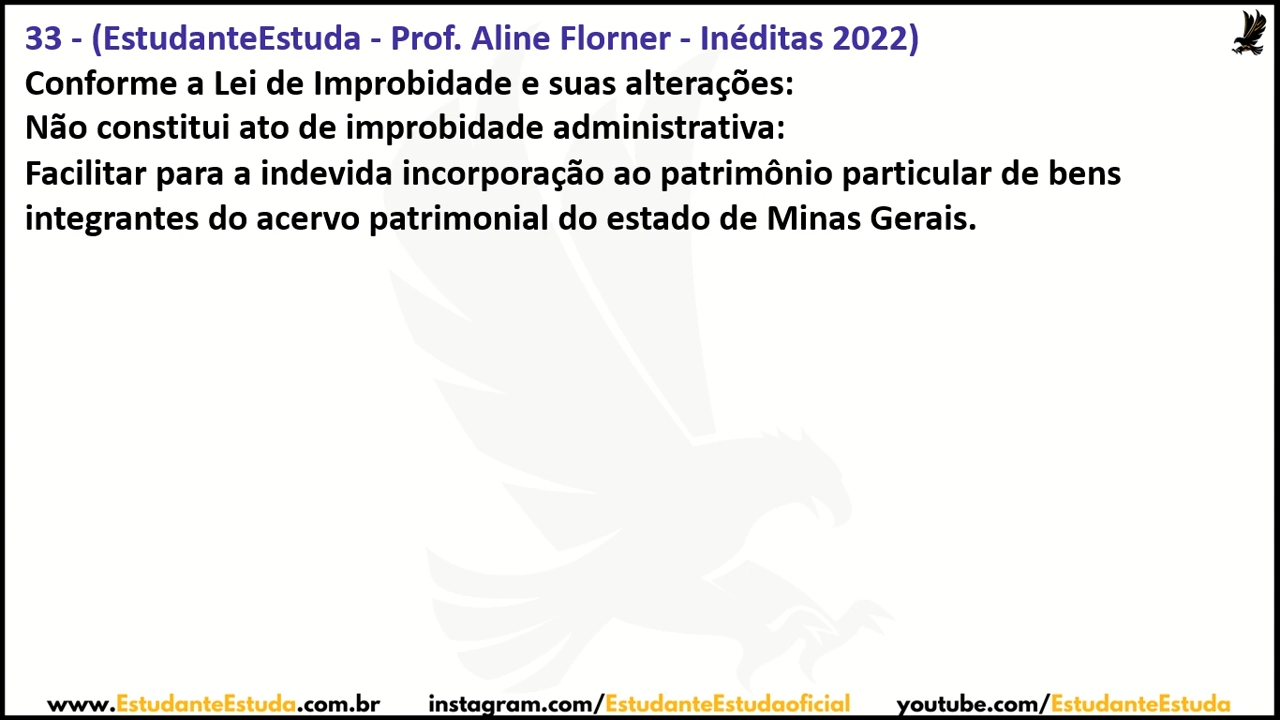 33 - (EstudanteEstuda - Prof. Aline Florner - Inéditas 2022)
Conforme a Lei de Improbidade e suas alterações:
Não constitui ato de improbidade administrativa:
Facilitar para a indevida incorporação ao patrimônio particular de bens
integrantes do acervo patrimonial do estado de Minas Gerais.
www.EstudanteEstuda.com.br instagram.com/EstudanteEstudaoficial youtube.com/EstudanteEstuda